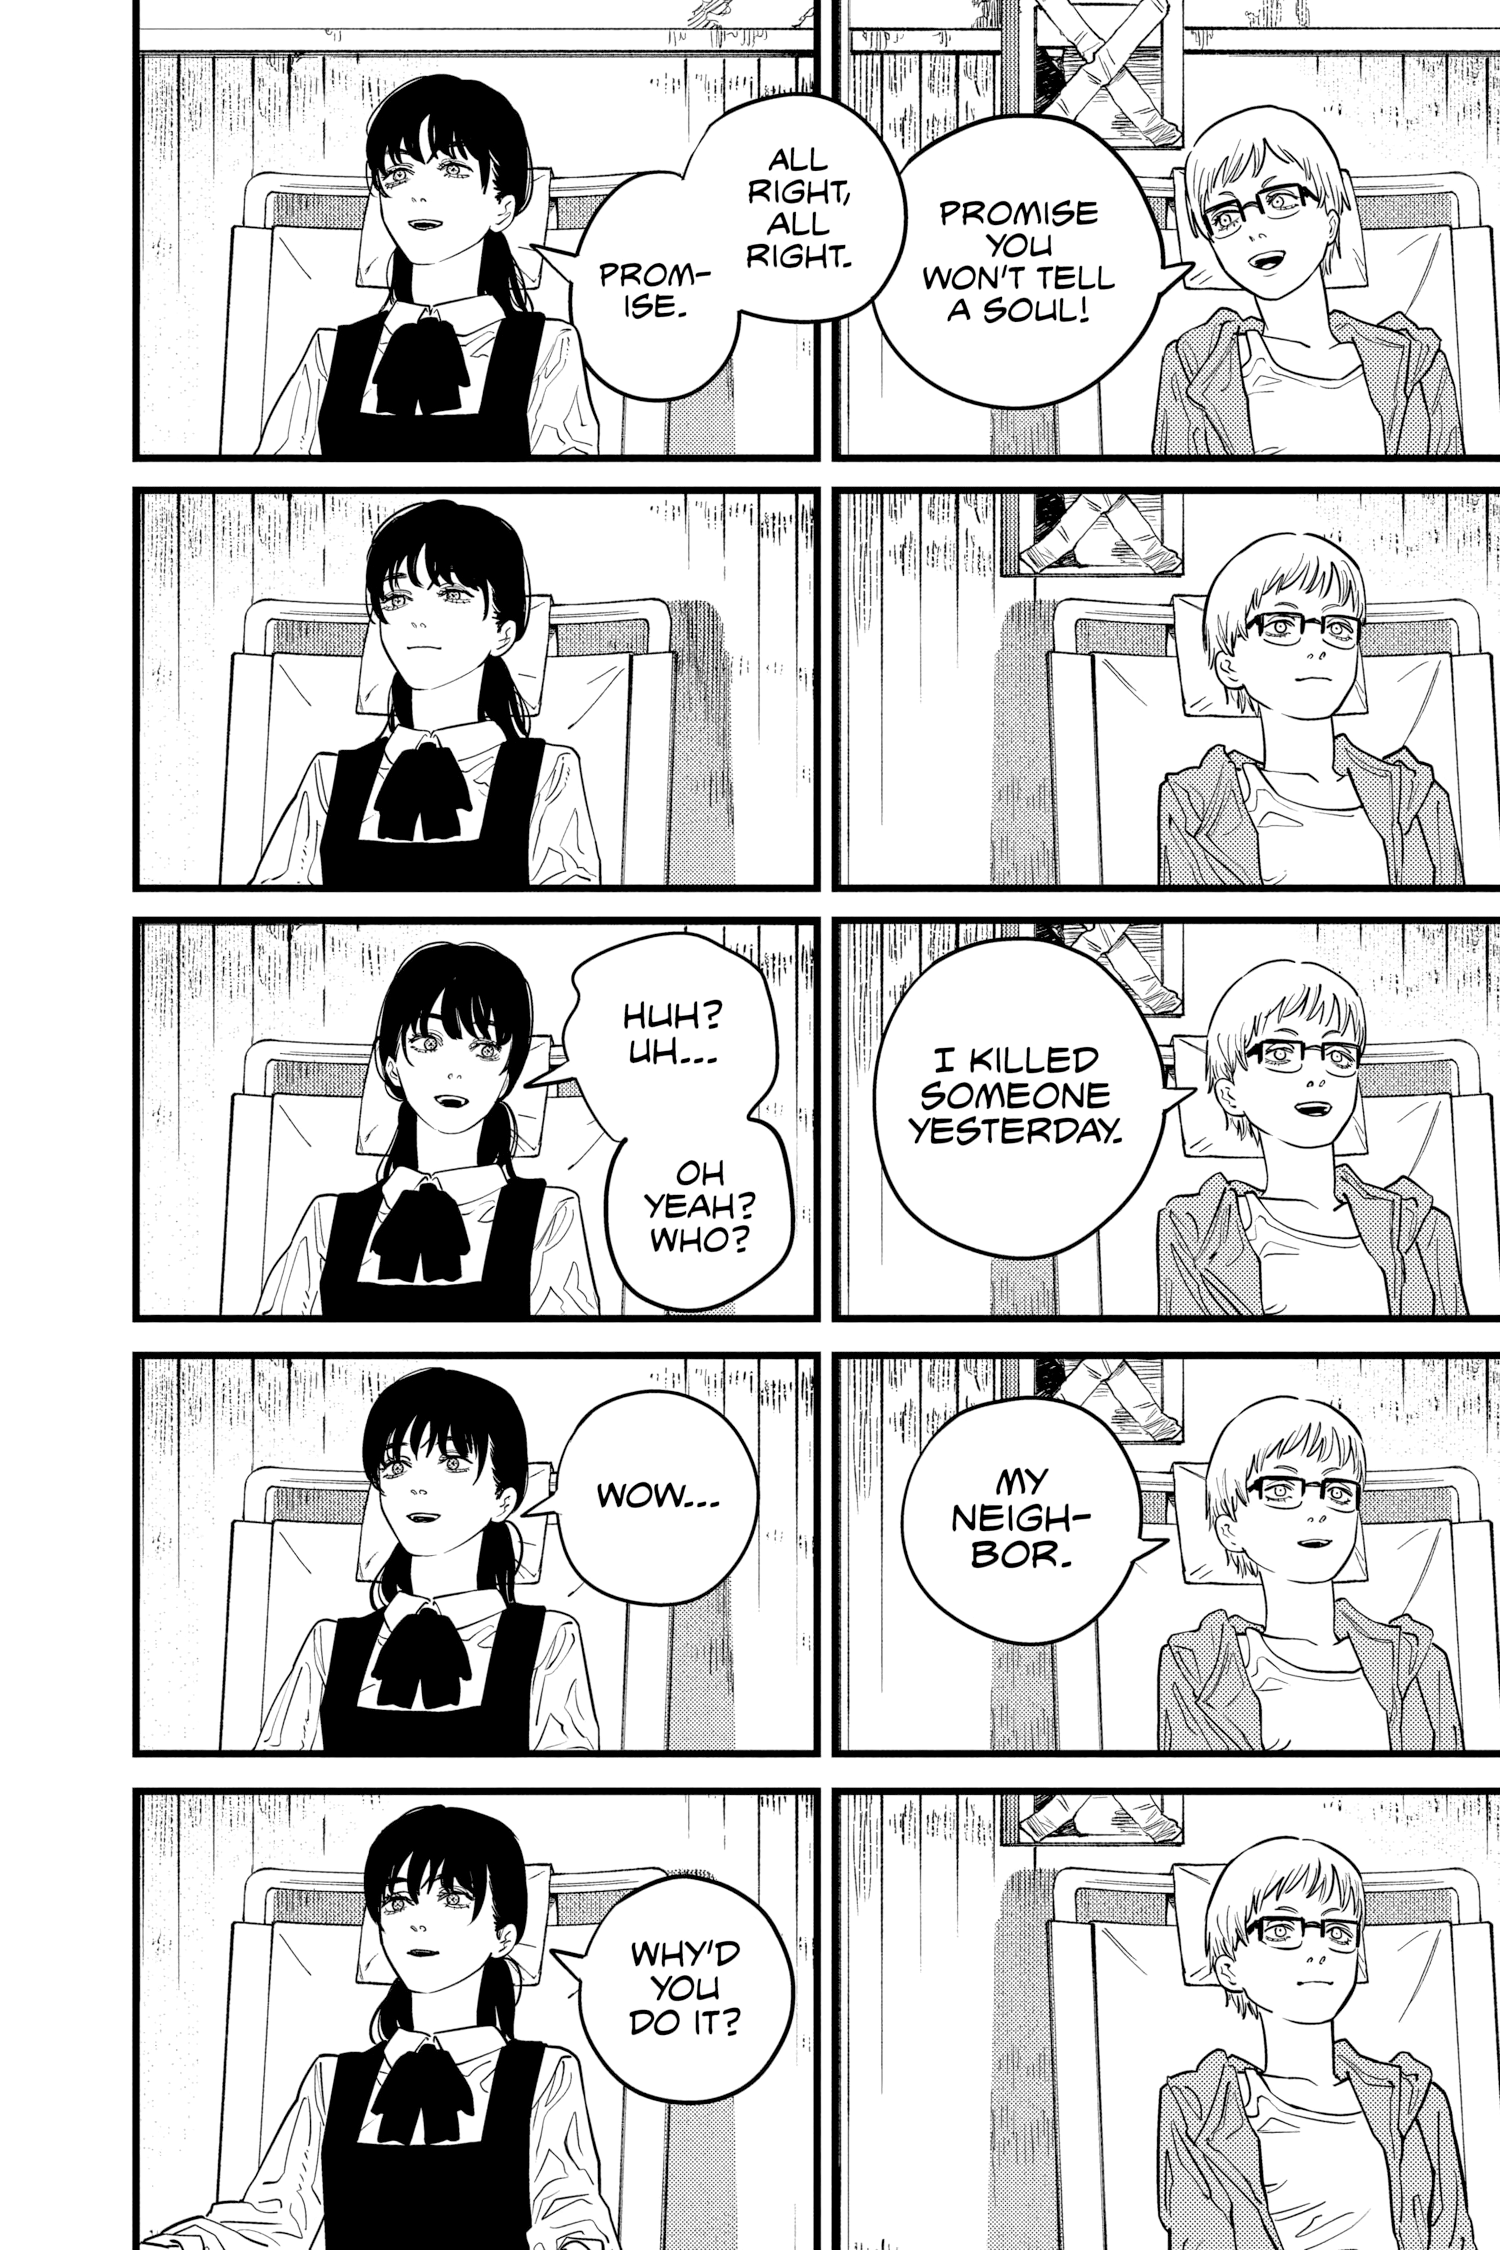 PROMISE
YOU
WON'T TELL
A SOUL!
ALL
RIGHT,
ALL
RIGHT.
PROM-
ISE.
I KILLED
SOMEONE
YESTERDAY.
HUH?
UH...
OH
YEAH?
WHO?
MY
NEIGH-
BOR.
WOW...
WHY'D
YOU
DO IT?